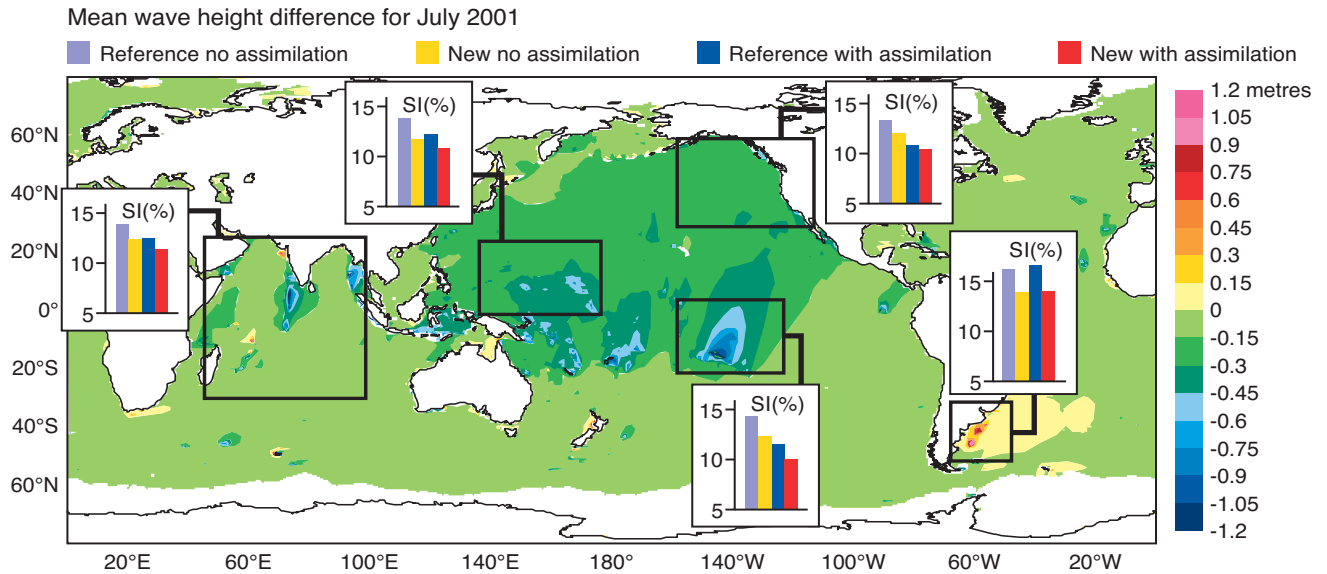 Mean wave height difference for July 2001
Reference no assimilation
New no assimilation
Reference with assimilation
New with assimilation
SI(%)
15
10
5
SI(%)
15
10
5
SI(%)
15
10
5
SI(%)
15
10
5
SI(%)
15
10
5
60°N
40°N
20°N
0°
20°S
40°S
60°S
20°E
60°E
100°E
140°E
180°
140°W
100°W
60°W
20°W
1.2 metres
1.05
0.9
0.75
0.6
0.45
0.3
0.15
0
-0.15
-0.3
-0.45
-0.6
-0.75
-0.9
-1.05
-1.2